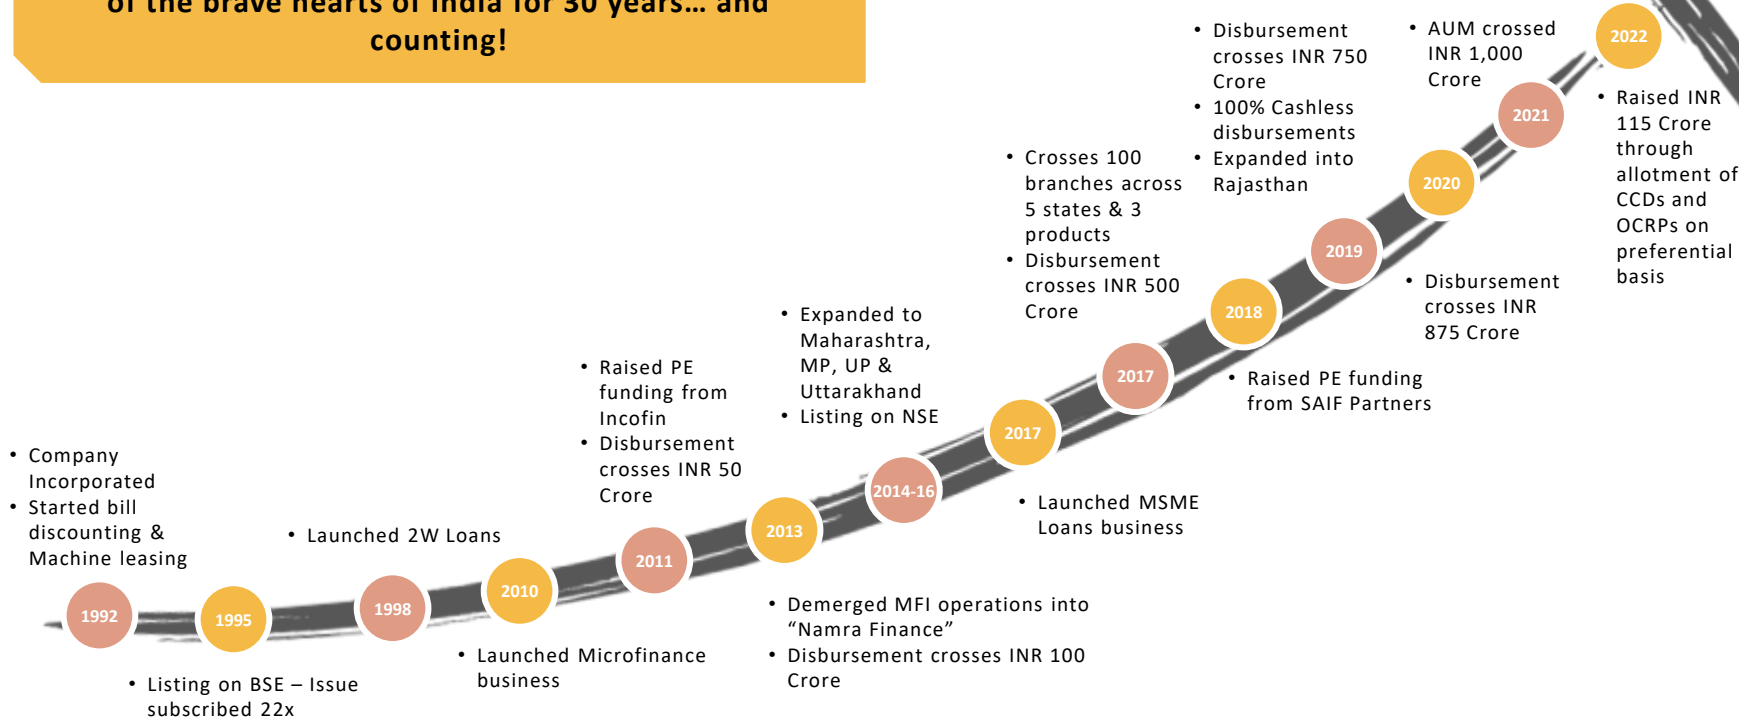 of the brave hearts of India for 30 years… and
counting!
• Company
Incorporated
• Started bill
discounting &
Machine leasing
1992
1995
• Listing on BSE – Issue
subscribed 22x
• Launched 2W Loans
1998
2010
• Launched Microfinance
business
• Raised PE
funding from
Incofin
• Disbursement
crosses INR 50
Crore
2011
2013
• Demerged MFI operations into
“Namra Finance”
• Disbursement crosses INR 100
Crore
• Expanded to
Maharashtra,
MP, UP &
Uttarakhand
• Listing on NSE
2014-16
2017
• Launched MSME
Loans business
• Crosses 100
branches across
5 states & 3
products
• Disbursement
crosses INR 500
Crore
2017
2018
• Raised PE funding
from SAIF Partners
• Disbursement
crosses INR 750
Crore
• 100% Cashless
disbursements
• Expanded into
Rajasthan
2019
2020
• Disbursement
crosses INR
875 Crore
• AUM crossed
INR 1,000
Crore
2021
2022
• Raised INR
115 Crore
through
allotment of
CCDs and
OCRPs on
preferential
basis